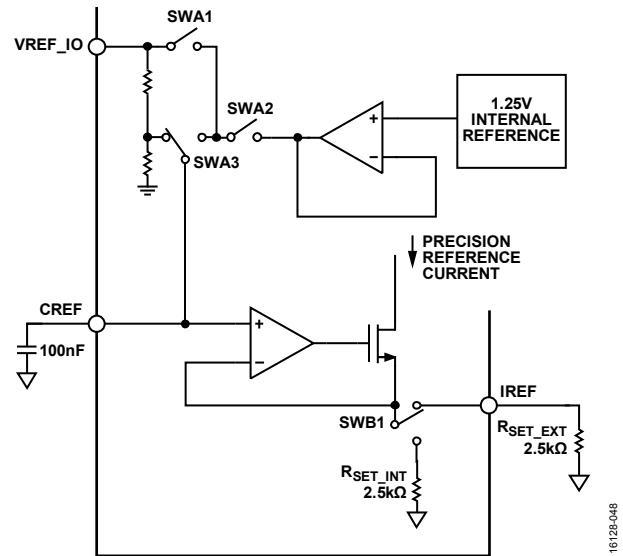 SWA1
VREF_IO
SWA2
SWA3
+
−
1.25V
INTERNAL
REFERENCE
PRECISION
REFERENCE
CURRENT
CREF
100nF
+
−
SWB1
IREF
RSET_EXT
2.5kΩ
RSET_INT
2.5kΩ
16128-048